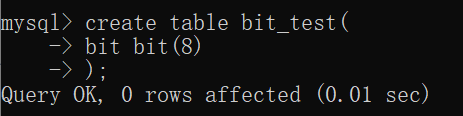 mysql> create table bit_test(
    -> bit bit(8)
    -> );
Query OK, 0 rows affected (0.01 sec)